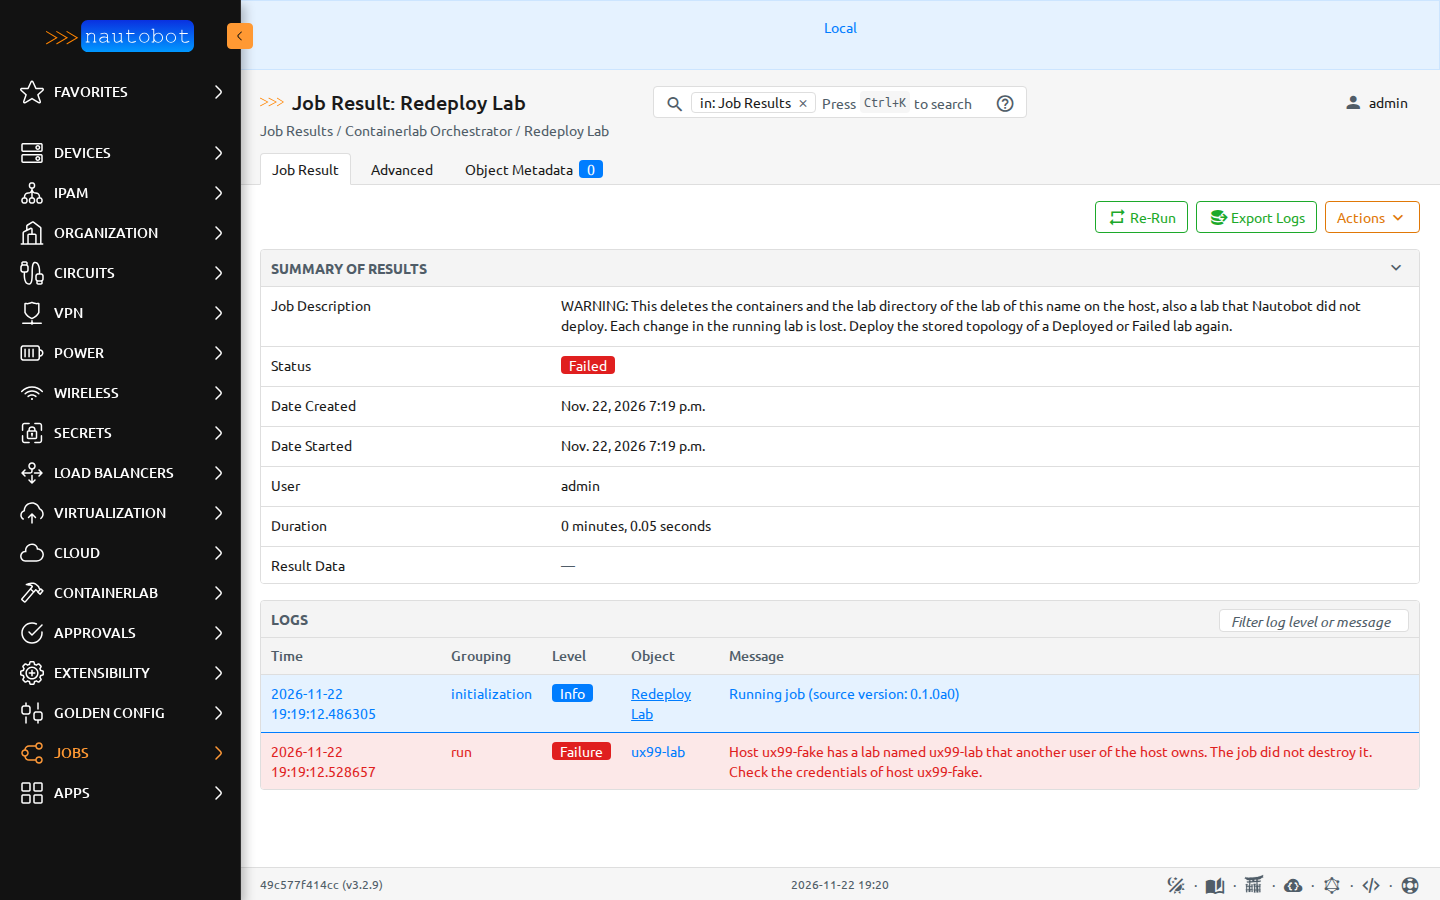 nautobot
Local
FAVORITES
DEVICES
IPAM
ORGANIZATION
CIRCUITS
VPN
POWER
WIRELESS
SECRETS
LOAD BALANCERS
VIRTUALIZATION
CLOUD
CONTAINERLAB
APPROVALS
EXTENSIBILITY
GOLDEN CONFIG
JOBS
APPS
Job Result: Redeploy Lab
in: Job Results × Press Ctrl+K to search
admin
Job Results / Containerlab Orchestrator / Redeploy Lab
Job Result Advanced Object Metadata 0
Re-Run Export Logs Actions
SUMMARY OF RESULTS
Job Description WARNING: This deletes the containers and the lab directory of the lab of this name on the host, also a lab that Nautobot did not
deploy. Each change in the running lab is lost. Deploy the stored topology of a Deployed or Failed lab again.
Status Failed
Date Created Nov. 22, 2026 7:19 p.m.
Date Started Nov. 22, 2026 7:19 p.m.
User admin
Duration 0 minutes, 0.05 seconds
Result Data —
LOGS Filter log level or message
Time Grouping Level Object Message
2026-11-22 initialization Info Redeploy Running job (source version: 0.1.0a0)
19:19:12.486305 Lab
2026-11-22 run Failure ux99-lab Host ux99-fake has a lab named ux99-lab that another user of the host owns. The job did not destroy it.
19:19:12.528657 Check the credentials of host ux99-fake.
49c577f414cc (v3.2.9) 2026-11-22 19:20